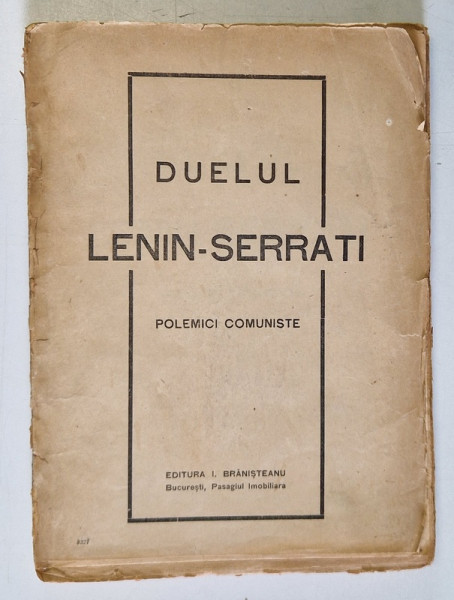 DUELUL
LENIN-SERRATI
POLEMICI COMUNISTE
EDITURA I. BRĂNIȘTEANU
București, Pasagiul Imobiliara